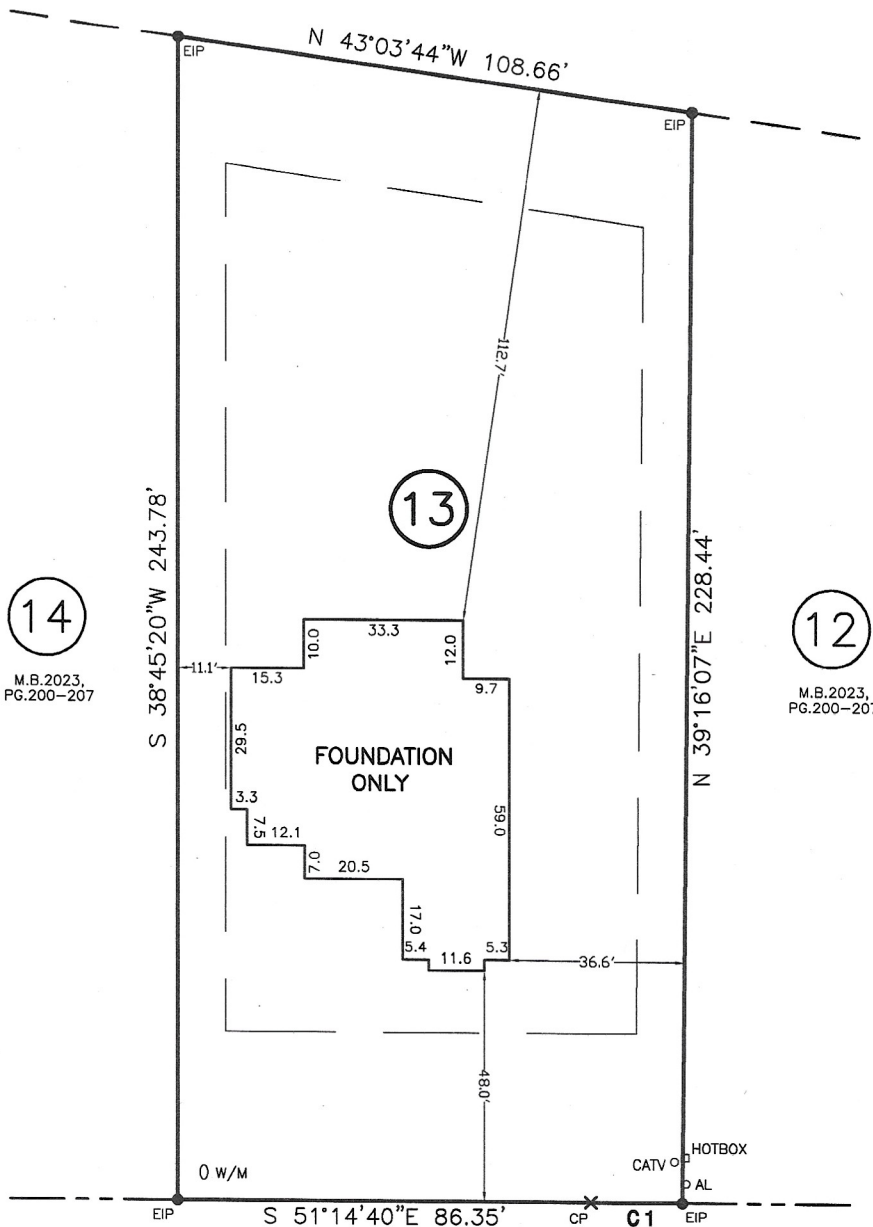 N 43°03'44"W 108.66'
EIP
EIP
112.7'
13
S 38°45'20"W 243.78'
N 39°16'07"E 228.44'
14
M.B.2023,
PG.200-207
12
M.B.2023,
PG.200-207
33.3
10.0
12.0
11.1'
15.3
9.7
29.5
FOUNDATION
ONLY
3.3
7.5
12.1
59.0
7.0
20.5
17.0
5.4
11.6
5.3
36.6'
48.0'
HOTBOX
CATV
AL
W/M
EIP
S 51°14'40"E 86.35'
CP
C1
EIP